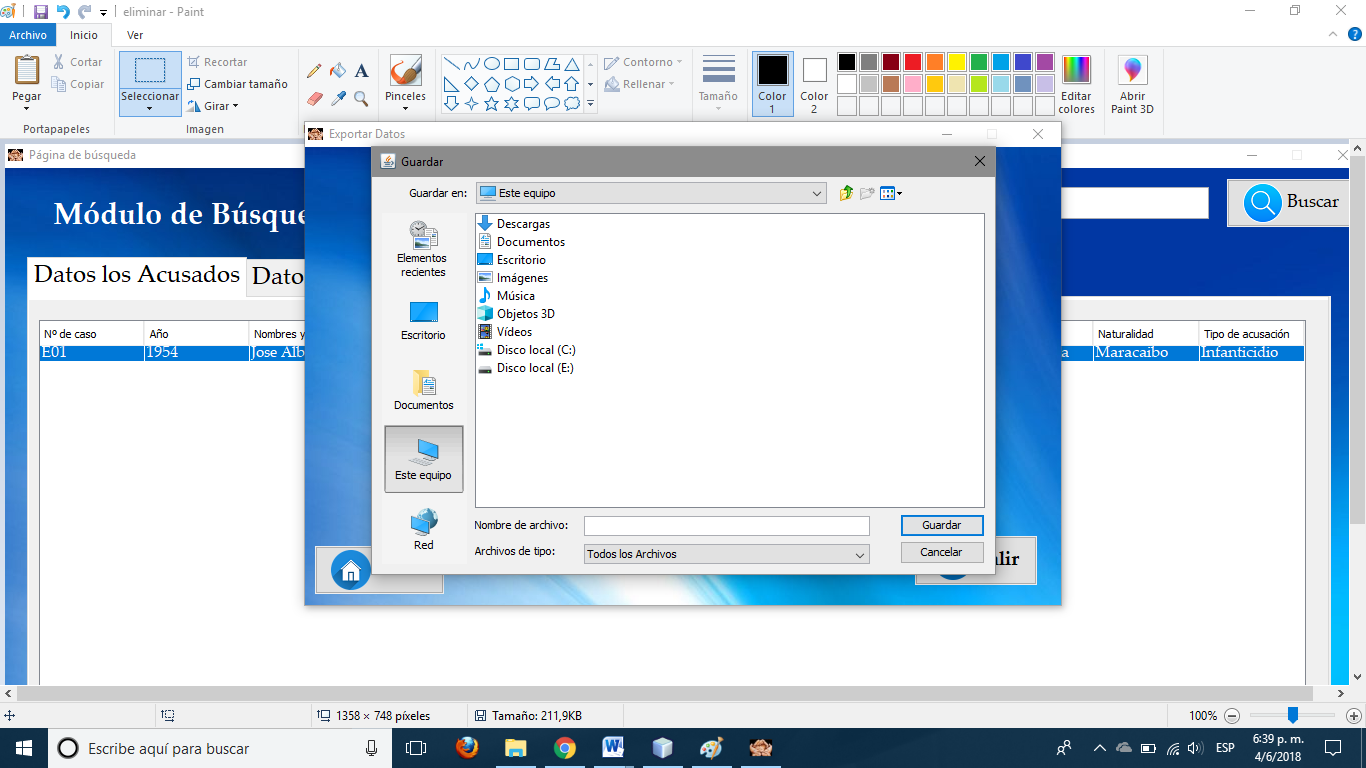 eliminar - Paint
Archivo Inicio Ver
Pegar Cortar Copiar
Portapapeles
Seleccionar Recortar Cambiar tamaño Girar
Imagen
Pinceles
Contorno
Rellenar
Tamaño
Color 1
Color 2
Editar colores
Abrir Paint 3D
Exportar Datos
Página de búsqueda
Guardar
Guardar en: Este equipo
Módulo de Búsque
Buscar
Datos los Acusados Dato
Elementos recientes
Escritorio
Documentos
Este equipo
Red
Descargas
Documentos
Escritorio
Imágenes
Música
Objetos 3D
Vídeos
Disco local (C:)
Disco local (E:)
Nº de caso Año Nombres y Naturalidad Tipo de acusación
E01 1954 Jose Alb a Maracaibo Infanticidio
Nombre de archivo: Guardar
Archivos de tipo: Todos los Archivos Cancelar
lir
1358 × 748 píxeles Tamaño: 211,9KB 100%
Escribe aquí para buscar
ESP
6:39 p. m.
4/6/2018